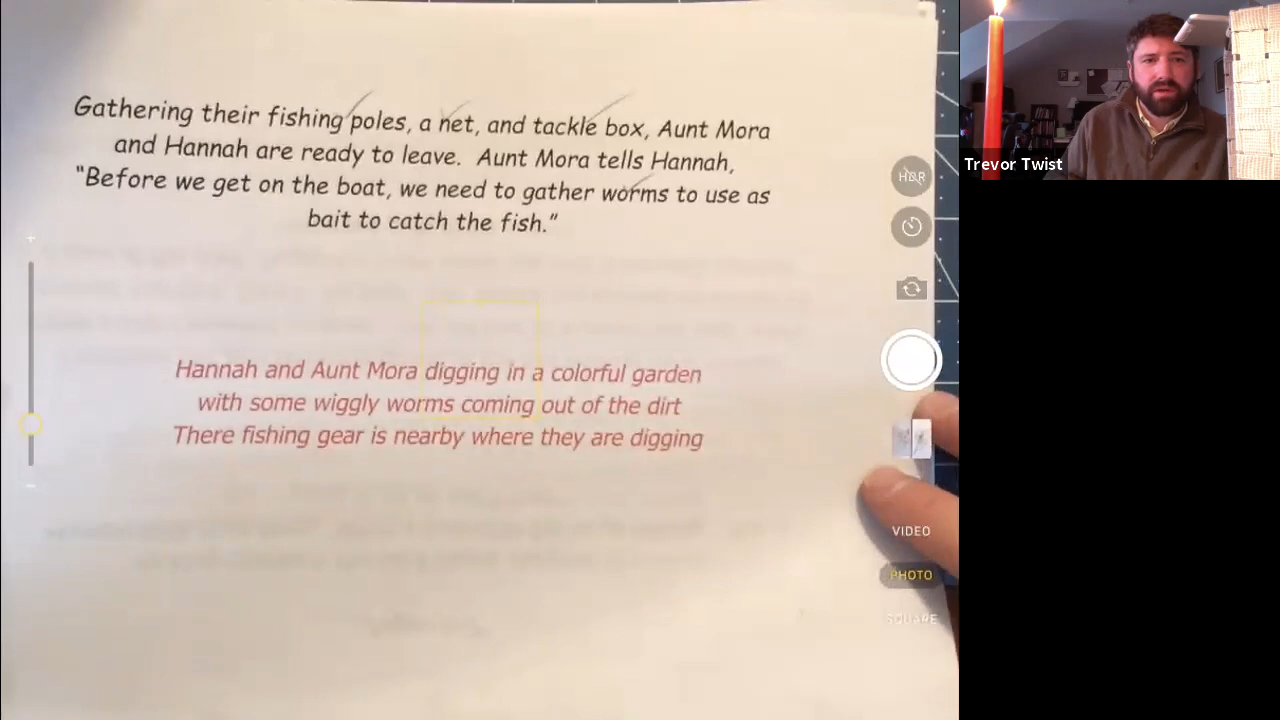 Gathering their fishing poles, a net, and tackle box, Aunt Mora
and Hannah are ready to leave. Aunt Mora tells Hannah,
"Before we get on the boat, we need to gather worms to use as
bait to catch the fish."
Hannah and Aunt Mora digging in a colorful garden
with some wiggly worms coming out of the dirt
There fishing gear is nearby where they are digging
HDR
VIDEO
PHOTO
SQUARE
Trevor Twist